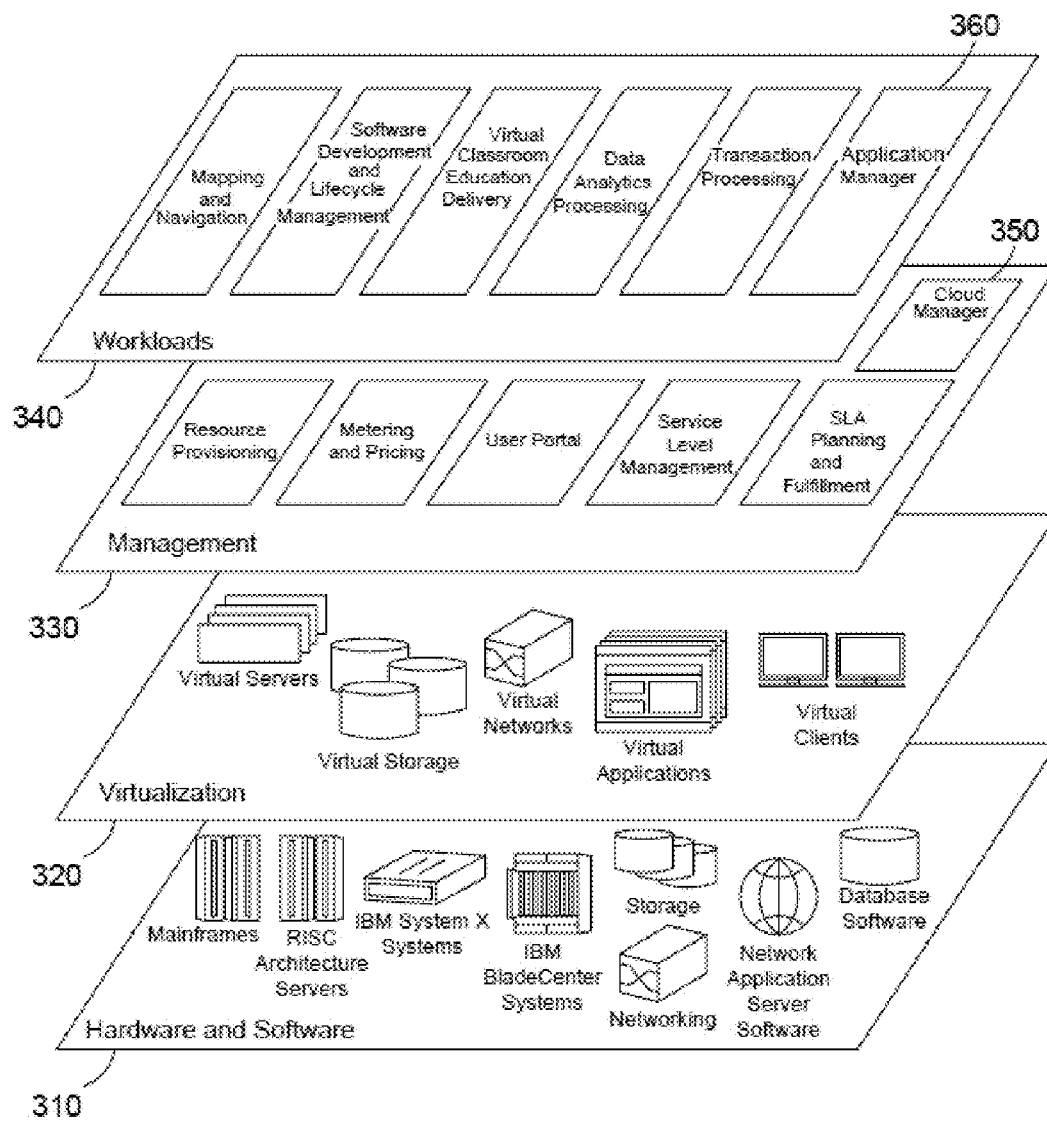 360
Mapping
and
Navigation
Software
Development
and
Lifecycle
Management
Virtual
Classroom
Education
Delivery
Data
Analytics
Processing
Transaction
Processing
Application
Manager
350
Cloud
Manager
Workloads
340
Resource
Provisioning
Metering
and Pricing
User Portal
Service
Level
Management
SLA
Planning
and
Fulfillment
Management
330
Virtual Servers
Virtual Storage
Virtual
Networks
Virtual
Applications
Virtual
Clients
Virtualization
320
Mainframes
RISC
Architecture
Servers
IBM System X
Systems
IBM
BladeCenter
Systems
Storage
Networking
Network
Application
Server
Software
Database
Software
Hardware and Software
310